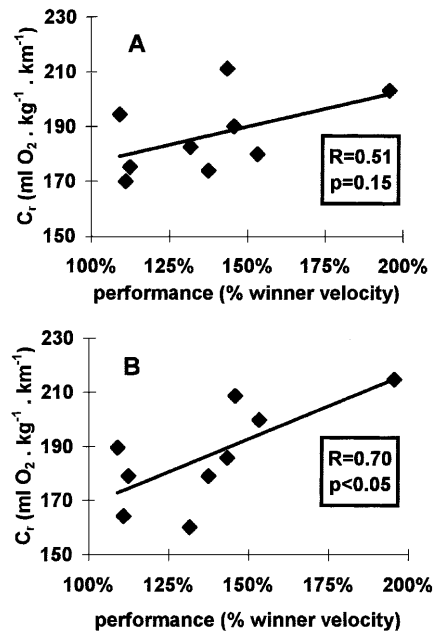 A
230
210
190
170
150
Cr (ml O2 . kg-1 . km-1)
R=0.51
p=0.15
100% 125% 150% 175% 200%
performance (% winner velocity)
B
230
210
190
170
150
Cr (ml O2 . kg-1 . km-1)
R=0.70
p<0.05
100% 125% 150% 175% 200%
performance (% winner velocity)